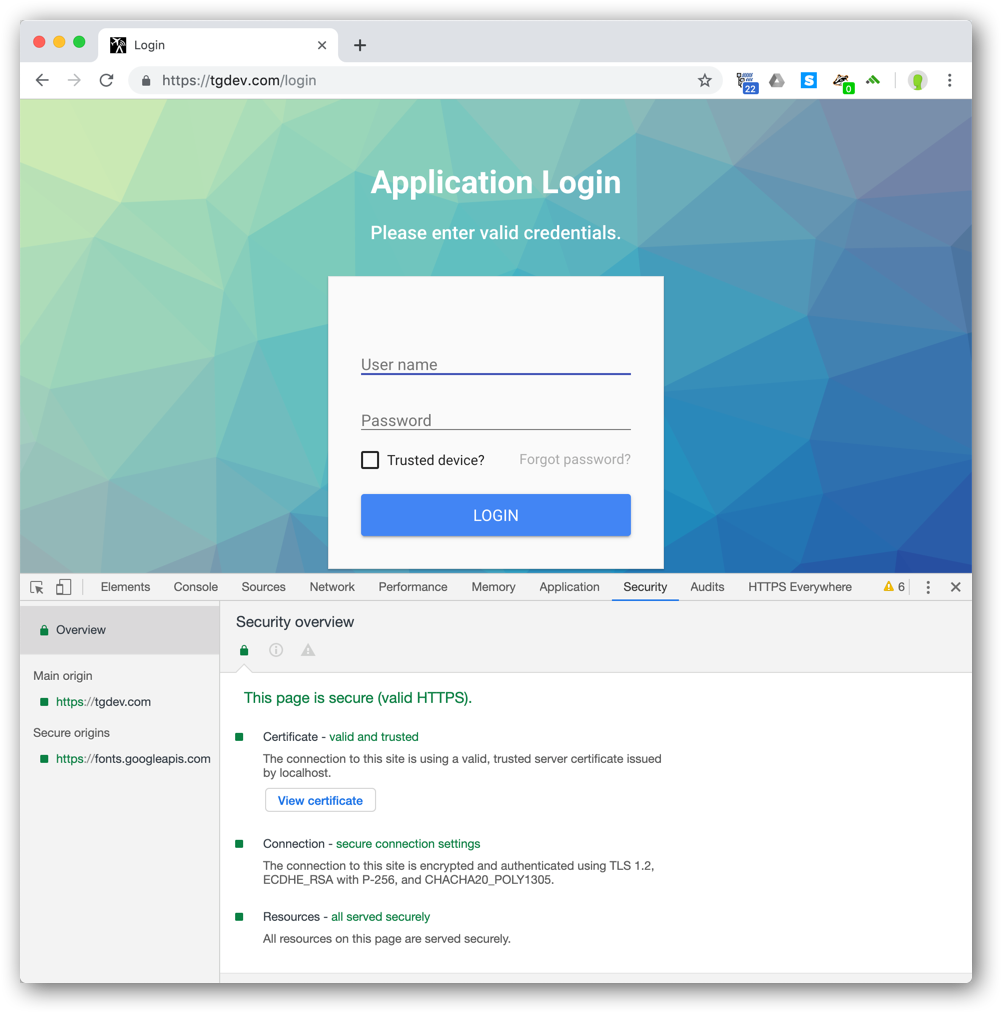 Login
https://tgdev.com/login
22
S
0
Application Login
Please enter valid credentials.
User name
Password
Trusted device?
Forgot password?
LOGIN
Elements Console Sources Network Performance Memory Application Security Audits HTTPS Everywhere 6
Overview
Main origin
https://tgdev.com
Secure origins
https://fonts.googleapis.com
Security overview
This page is secure (valid HTTPS).
Certificate - valid and trusted
The connection to this site is using a valid, trusted server certificate issued
by localhost.
View certificate
Connection - secure connection settings
The connection to this site is encrypted and authenticated using TLS 1.2,
ECDHE_RSA with P-256, and CHACHA20_POLY1305.
Resources - all served securely
All resources on this page are served securely.